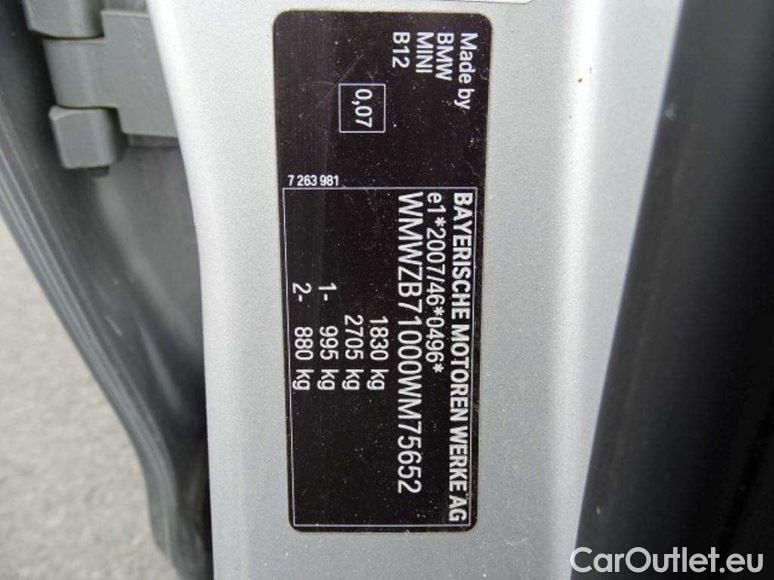 Made by
BMW
MINI
B12
0,07
7 263 981
BAYERISCHE MOTOREN WERKE AG
e1*2007/46*0496*
WMWZB71000WM75652
1830 kg
2705 kg
1- 995 kg
2- 880 kg
CarOutlet.eu